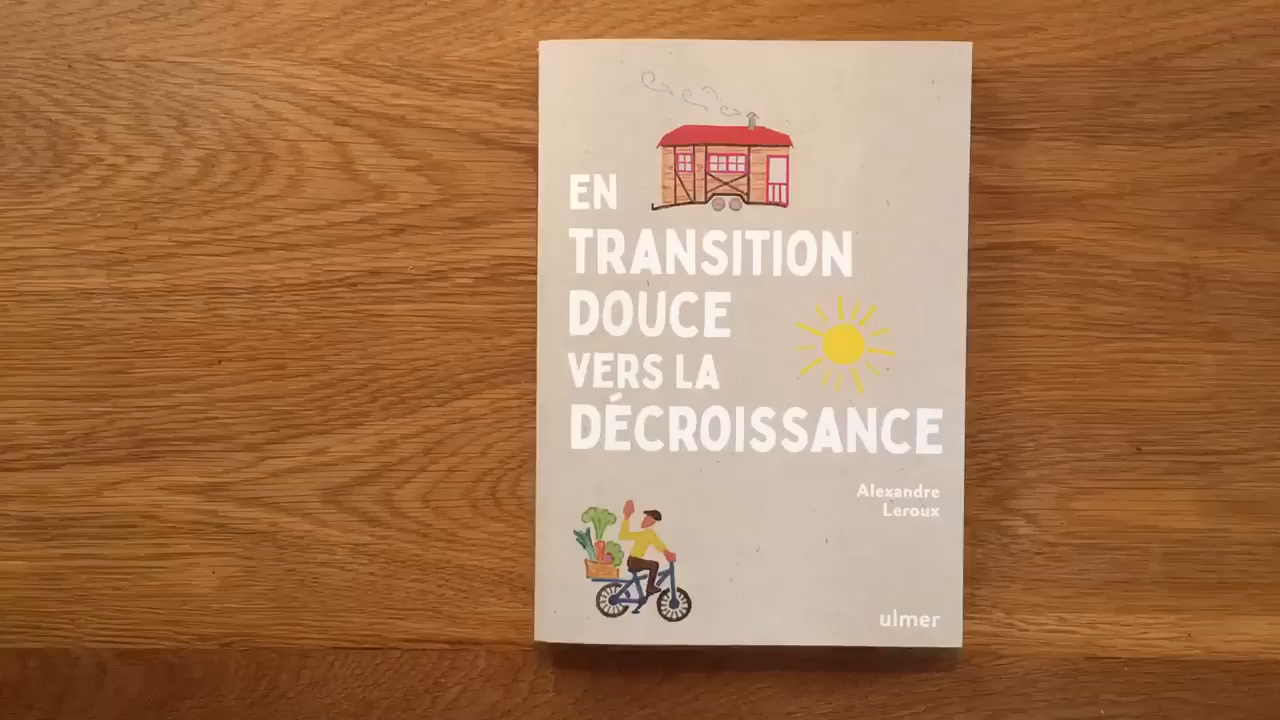 EN
TRANSITION
DOUCE
VERS LA
DÉCROISSANCE
Alexandre
Leroux
ulmer